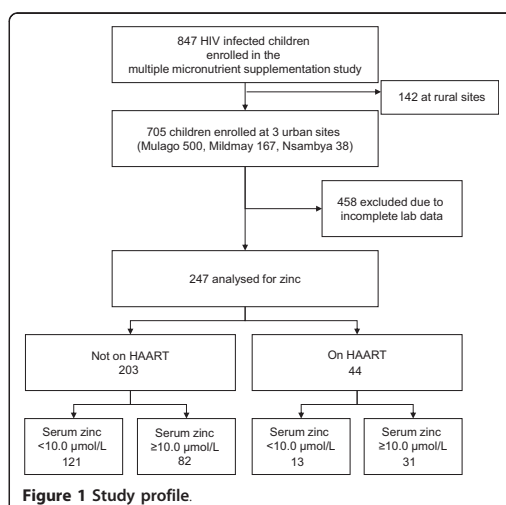 847 HIV infected children
enrolled in the
multiple micronutrient supplementation study
142 at rural sites
705 children enrolled at 3 urban sites
(Mulago 500, Mildmay 167, Nsambya 38)
458 excluded due to
incomplete lab data
247 analysed for zinc
Not on HAART
203
On HAART
44
Serum zinc
<10.0 µmol/L
121
Serum zinc
≥10.0 µmol/L
82
Serum zinc
<10.0 µmol/L
13
Serum zinc
≥10.0 µmol/L
31
Figure 1 Study profile.